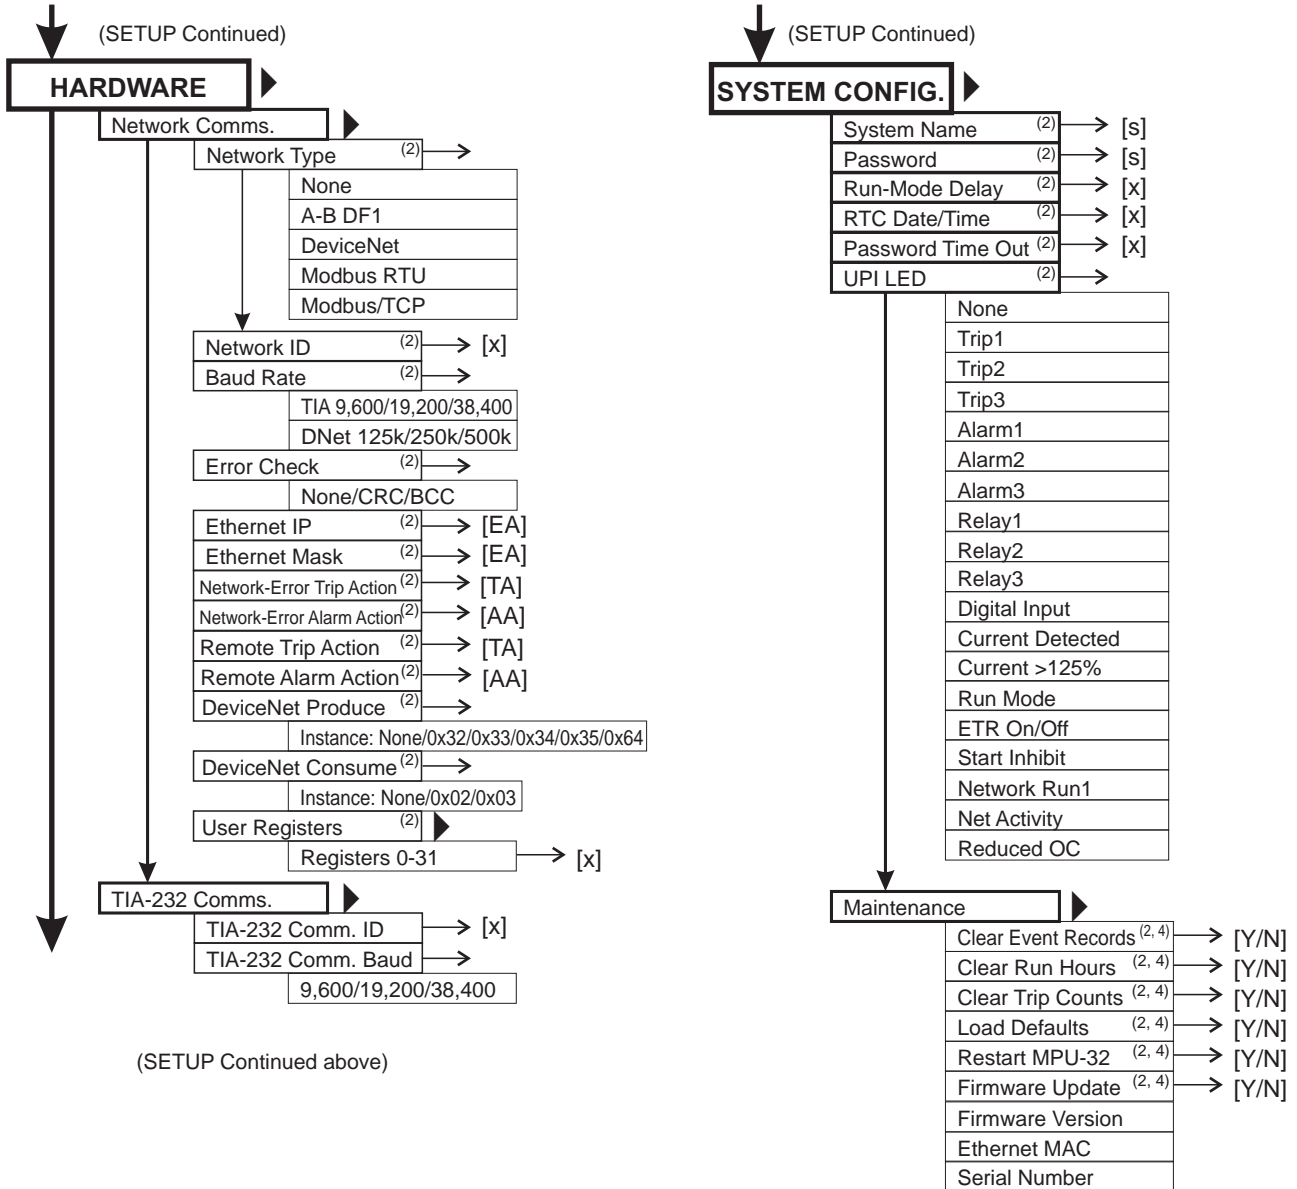 (SETUP Continued)
HARDWARE
Network Comms.
Network Type (2)
None
A-B DF1
DeviceNet
Modbus RTU
Modbus/TCP
Network ID (2) [x]
Baud Rate (2)
TIA 9,600/19,200/38,400
DNet 125k/250k/500k
Error Check (2)
None/CRC/BCC
Ethernet IP (2) [EA]
Ethernet Mask (2) [EA]
Network-Error Trip Action (2) [TA]
Network-Error Alarm Action (2) [AA]
Remote Trip Action (2) [TA]
Remote Alarm Action (2) [AA]
DeviceNet Produce (2)
Instance: None/0x32/0x33/0x34/0x35/0x64
DeviceNet Consume (2)
Instance: None/0x02/0x03
User Registers (2)
Registers 0-31 [x]
TIA-232 Comms.
TIA-232 Comm. ID [x]
TIA-232 Comm. Baud
9,600/19,200/38,400
(SETUP Continued above)
(SETUP Continued)
SYSTEM CONFIG.
System Name (2) [s]
Password (2) [s]
Run-Mode Delay (2) [x]
RTC Date/Time (2) [x]
Password Time Out (2) [x]
UPI LED (2)
None
Trip1
Trip2
Trip3
Alarm1
Alarm2
Alarm3
Relay1
Relay2
Relay3
Digital Input
Current Detected
Current >125%
Run Mode
ETR On/Off
Start Inhibit
Network Run1
Net Activity
Reduced OC
Maintenance
Clear Event Records (2, 4) [Y/N]
Clear Run Hours (2, 4) [Y/N]
Clear Trip Counts (2, 4) [Y/N]
Load Defaults (2, 4) [Y/N]
Restart MPU-32 (2, 4) [Y/N]
Firmware Update (2, 4) [Y/N]
Firmware Version
Ethernet MAC
Serial Number